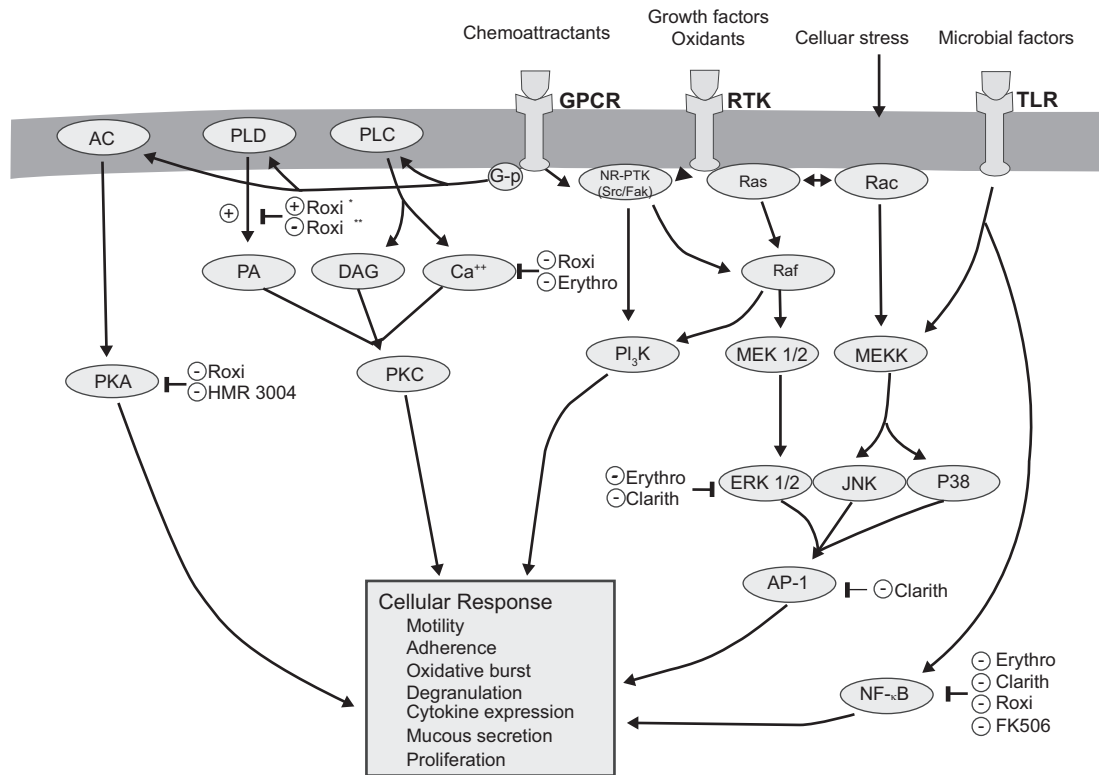 Chemoattractants
Growth factors
Oxidants
Celluar stress
Microbial factors
GPCR
RTK
TLR
AC
PLD
PLC
G-p
NR-PTK
(Src/Fak)
Ras
Rac
+
+ Roxi *
- Roxi **
PA
DAG
Ca++
- Roxi
- Erythro
Raf
PI3K
MEK 1/2
MEKK
PKA
- Roxi
- HMR 3004
PKC
- Erythro
- Clarith
ERK 1/2
JNK
P38
AP-1
- Clarith
Cellular Response
Motility
Adherence
Oxidative burst
Degranulation
Cytokine expression
Mucous secretion
Proliferation
NF-κB
- Erythro
- Clarith
- Roxi
- FK506